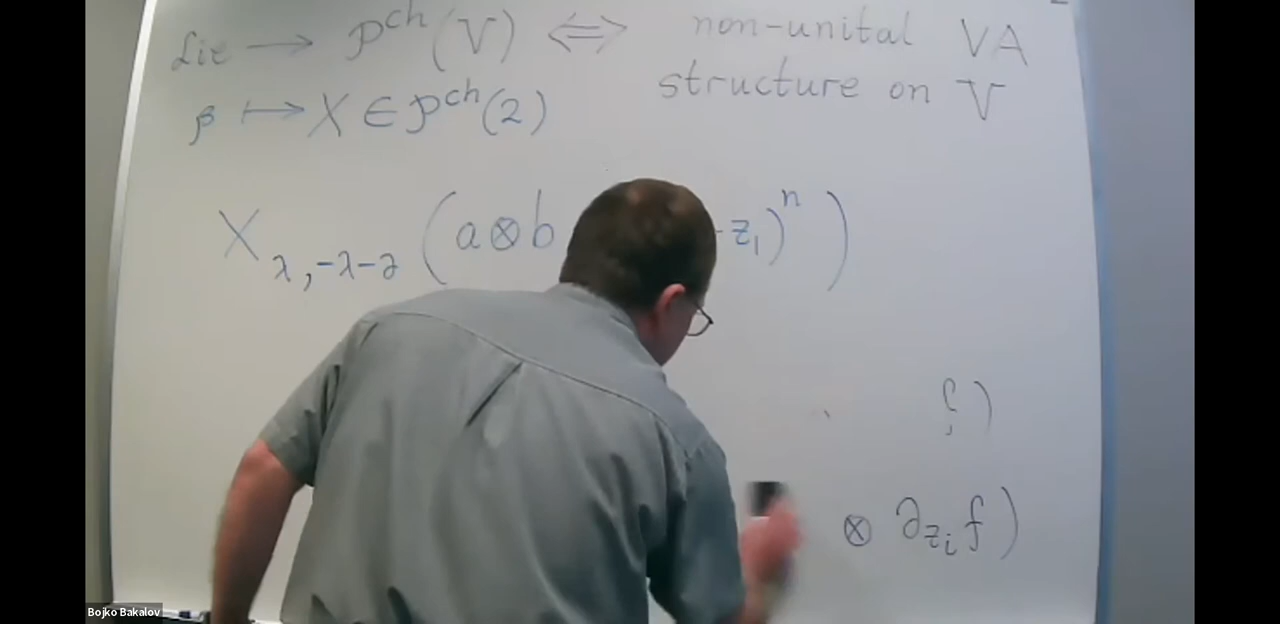 Lie → P^ch(V) ⟺ non-unital VA
structure on V
β ↦ X ∈ P^ch(2)
X_{λ,-λ-∂} (a⊗b - z_1)^n )
)
⊗ ∂_{z_i} f )
Bojko Bakalov